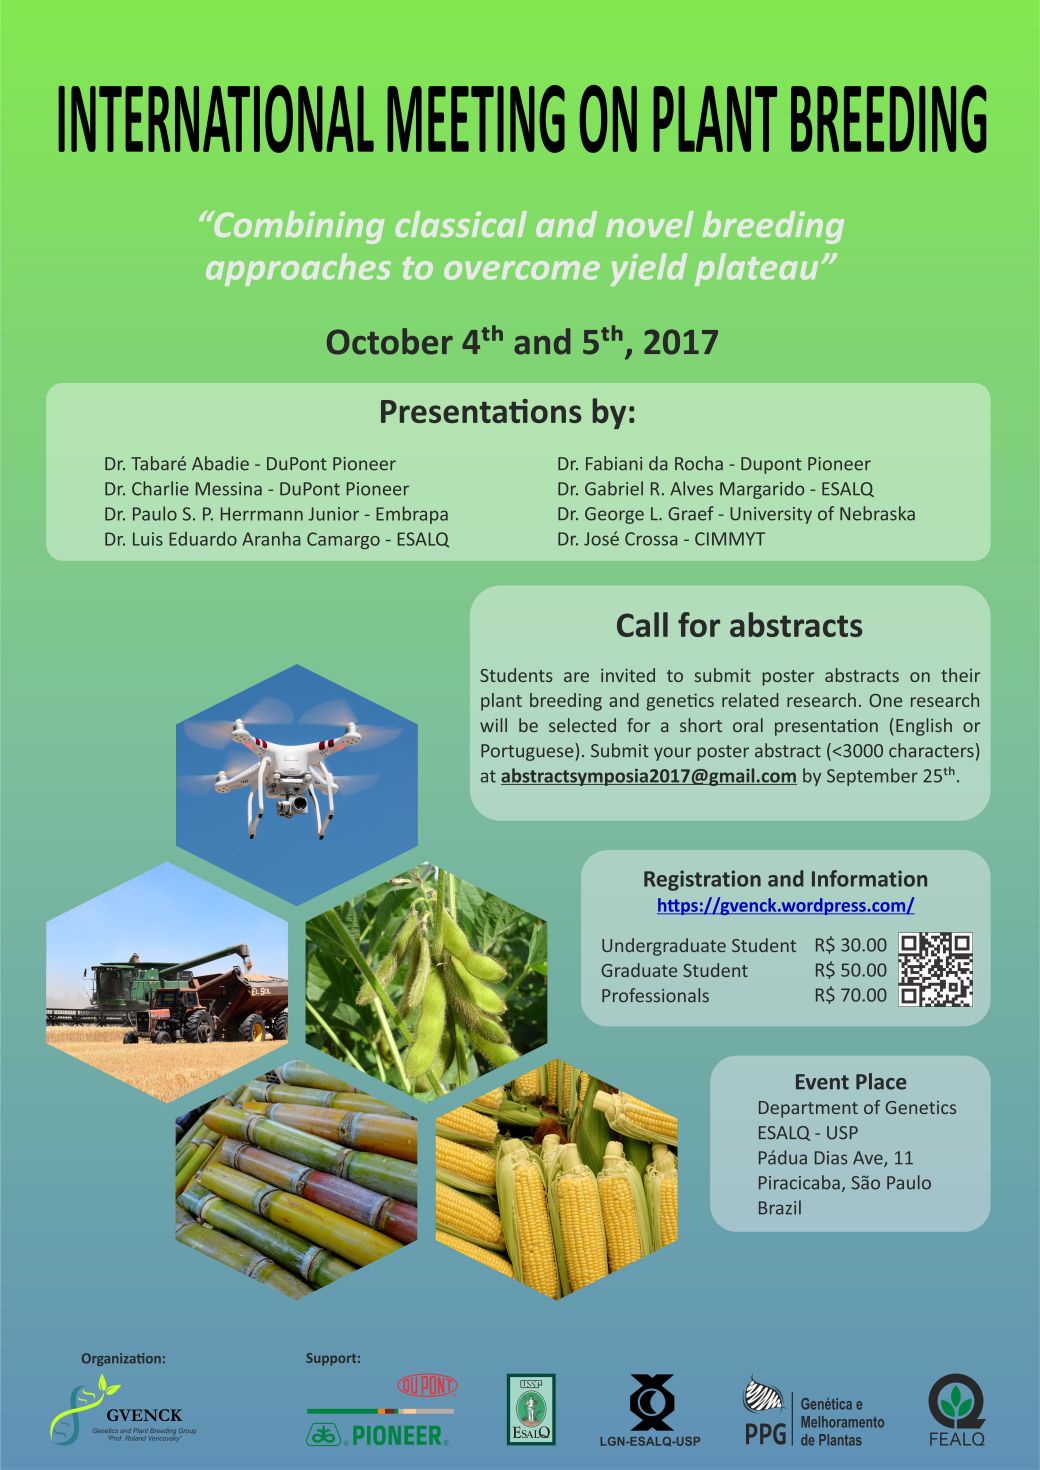 INTERNATIONAL MEETING ON PLANT BREEDING
“Combining classical and novel breeding
approaches to overcome yield plateau”
October 4th and 5th, 2017
Presentations by:
Dr. Tabaré Abadie - DuPont Pioneer
Dr. Charlie Messina - DuPont Pioneer
Dr. Paulo S. P. Herrmann Junior - Embrapa
Dr. Luis Eduardo Aranha Camargo - ESALQ
Dr. Fabiani da Rocha - Dupont Pioneer
Dr. Gabriel R. Alves Margarido - ESALQ
Dr. George L. Graef - University of Nebraska
Dr. José Crossa - CIMMYT
Call for abstracts
Students are invited to submit poster abstracts on their
plant breeding and genetics related research. One research
will be selected for a short oral presentation (English or
Portuguese). Submit your poster abstract (<3000 characters)
at abstractsymposia2017@gmail.com by September 25th.
Registration and Information
https://gvenck.wordpress.com/
Undergraduate Student R$ 30.00
Graduate Student R$ 50.00
Professionals R$ 70.00
EL SOL
Event Place
Department of Genetics
ESALQ - USP
Pádua Dias Ave, 11
Piracicaba, São Paulo
Brazil
Organization:
GVENCK
Genetics and Plant Breeding Group
"Prof. Roland Vencovsky"
Support:
DUPONT
PIONEER
USP
ESALQ
LGN-ESALQ-USP
PPG
Genética e
Melhoramento
de Plantas
FEALQ